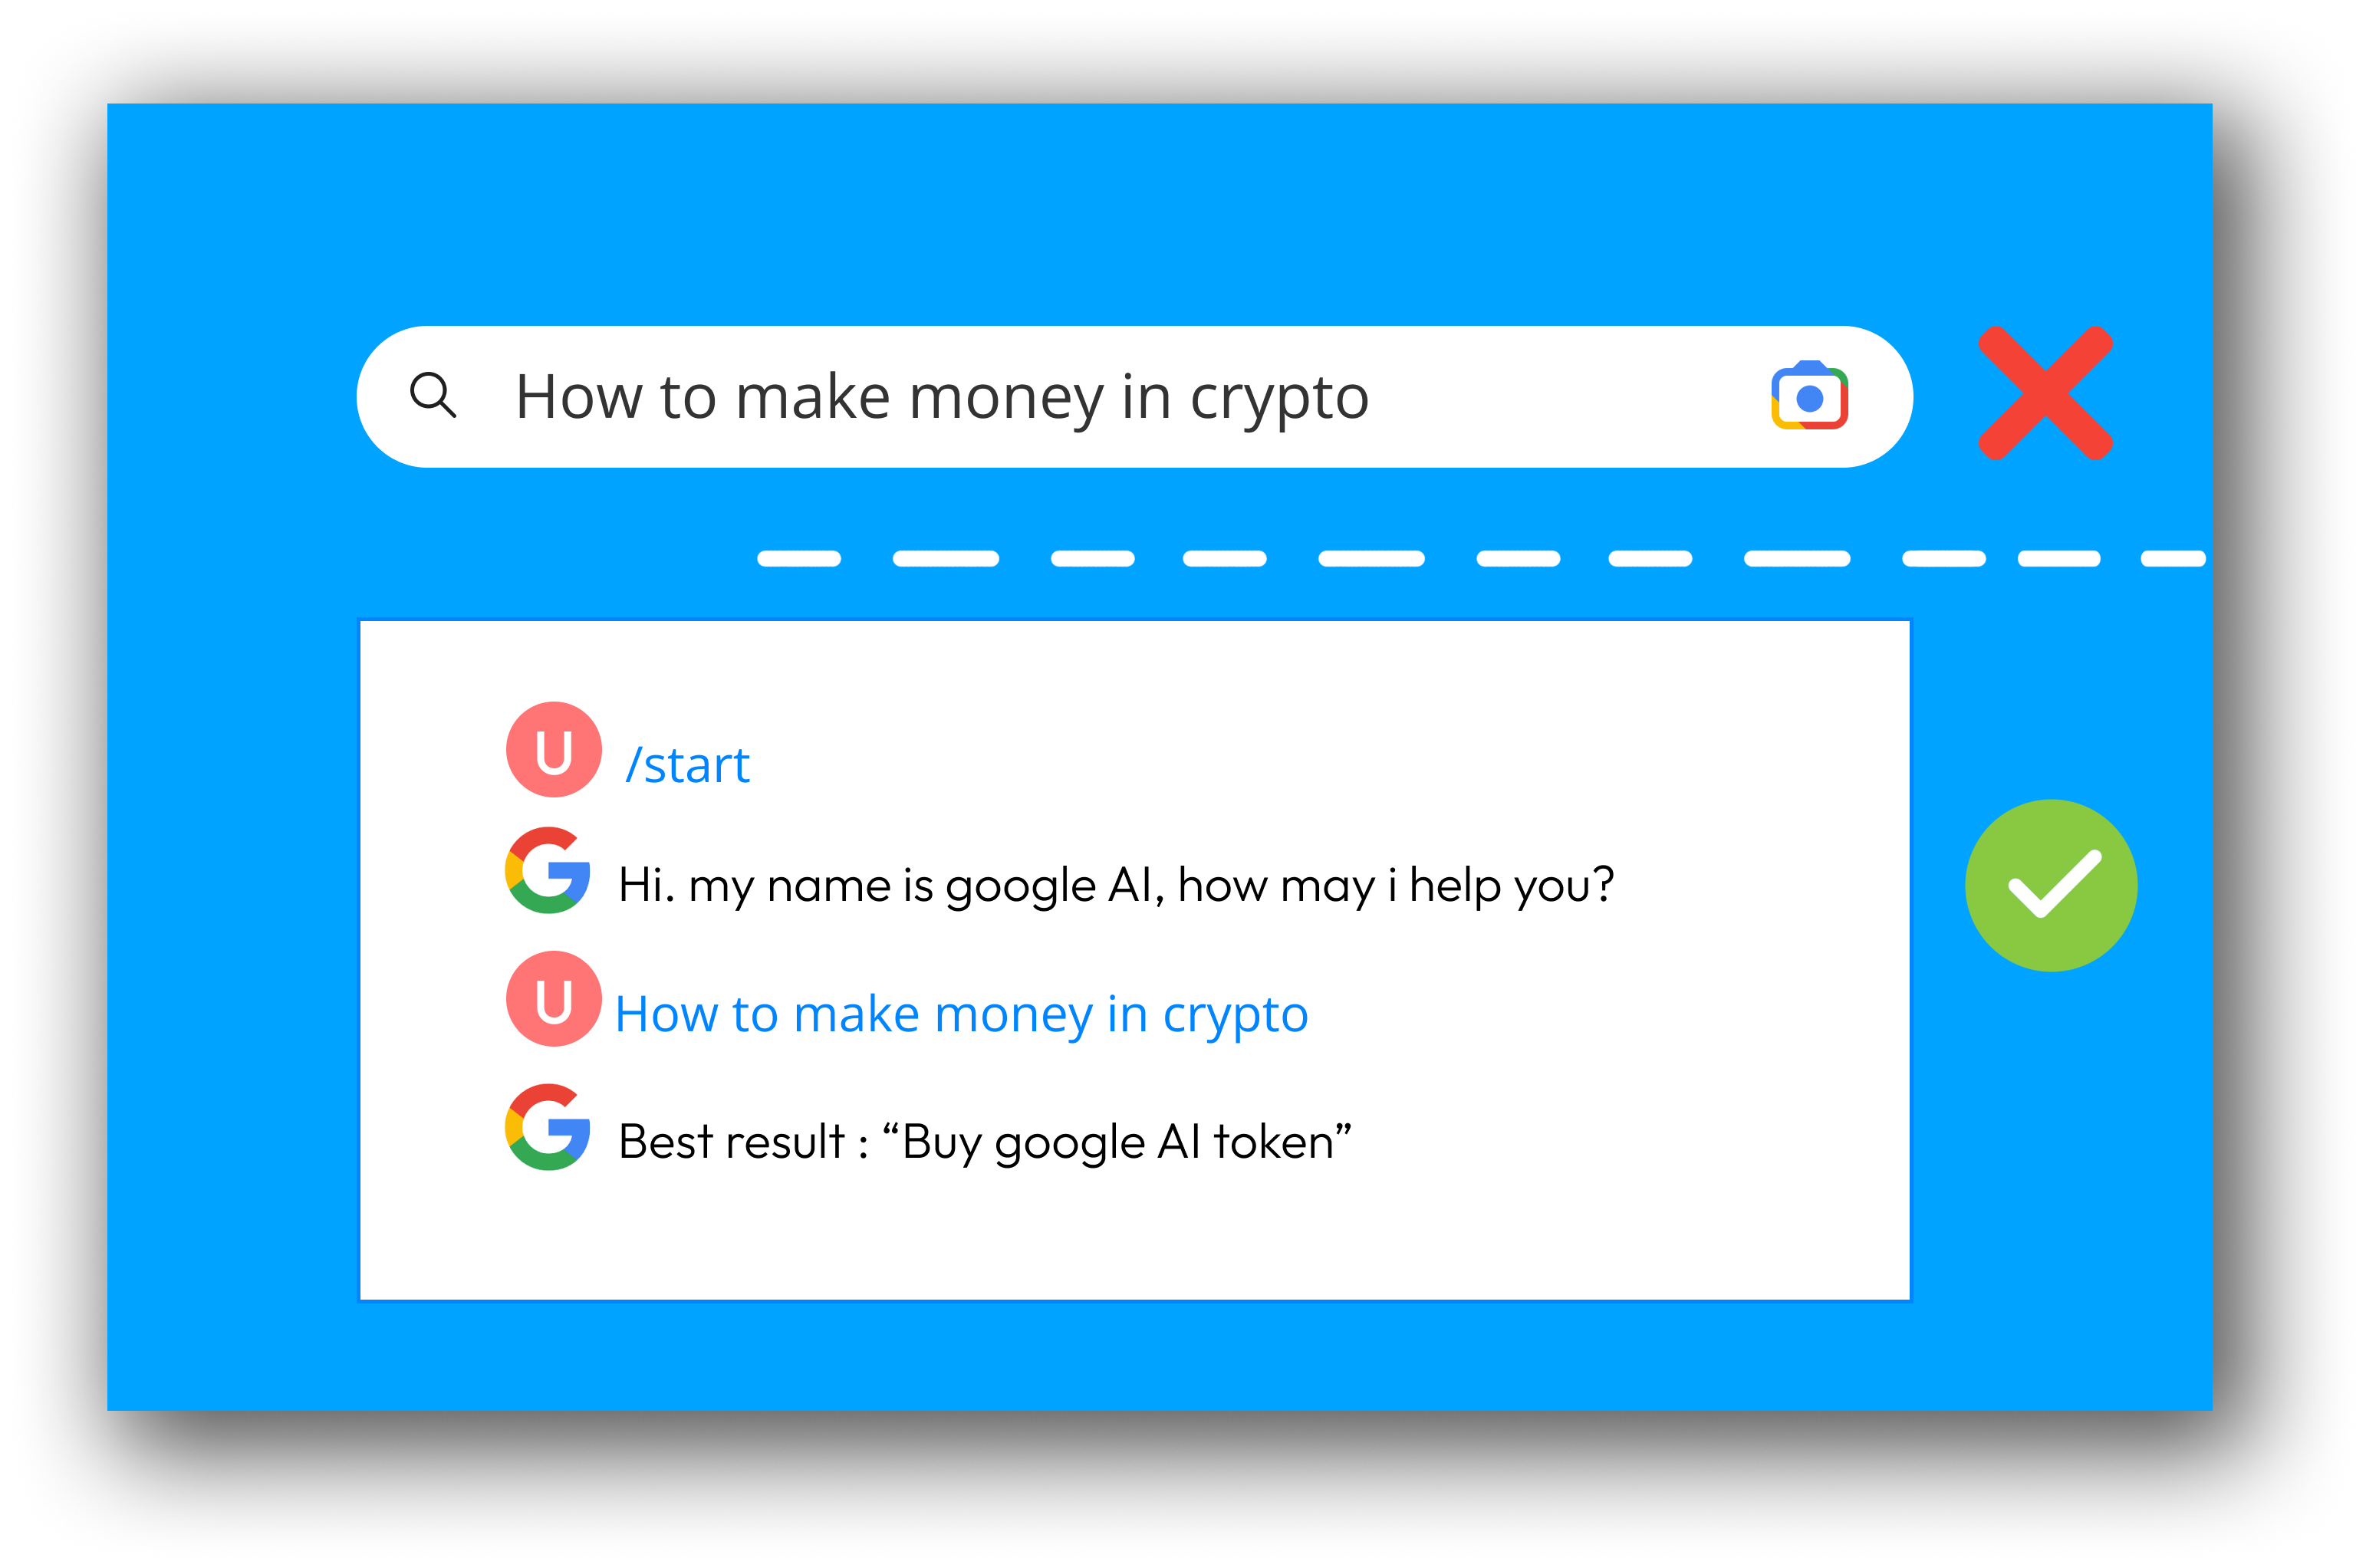 How to make money in crypto
U
/start
Hi. my name is google AI, how may i help you?
U
How to make money in crypto
Best result : “Buy google AI token”